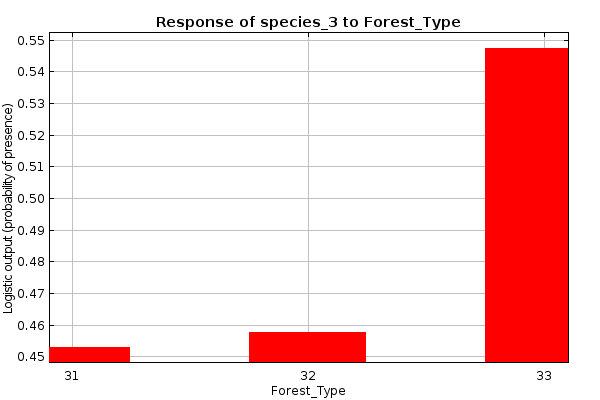 Response of species_3 to Forest_Type
Logistic output (probability of presence)
0.55
0.54
0.53
0.52
0.51
0.50
0.49
0.48
0.47
0.46
0.45
31 32 33
Forest_Type